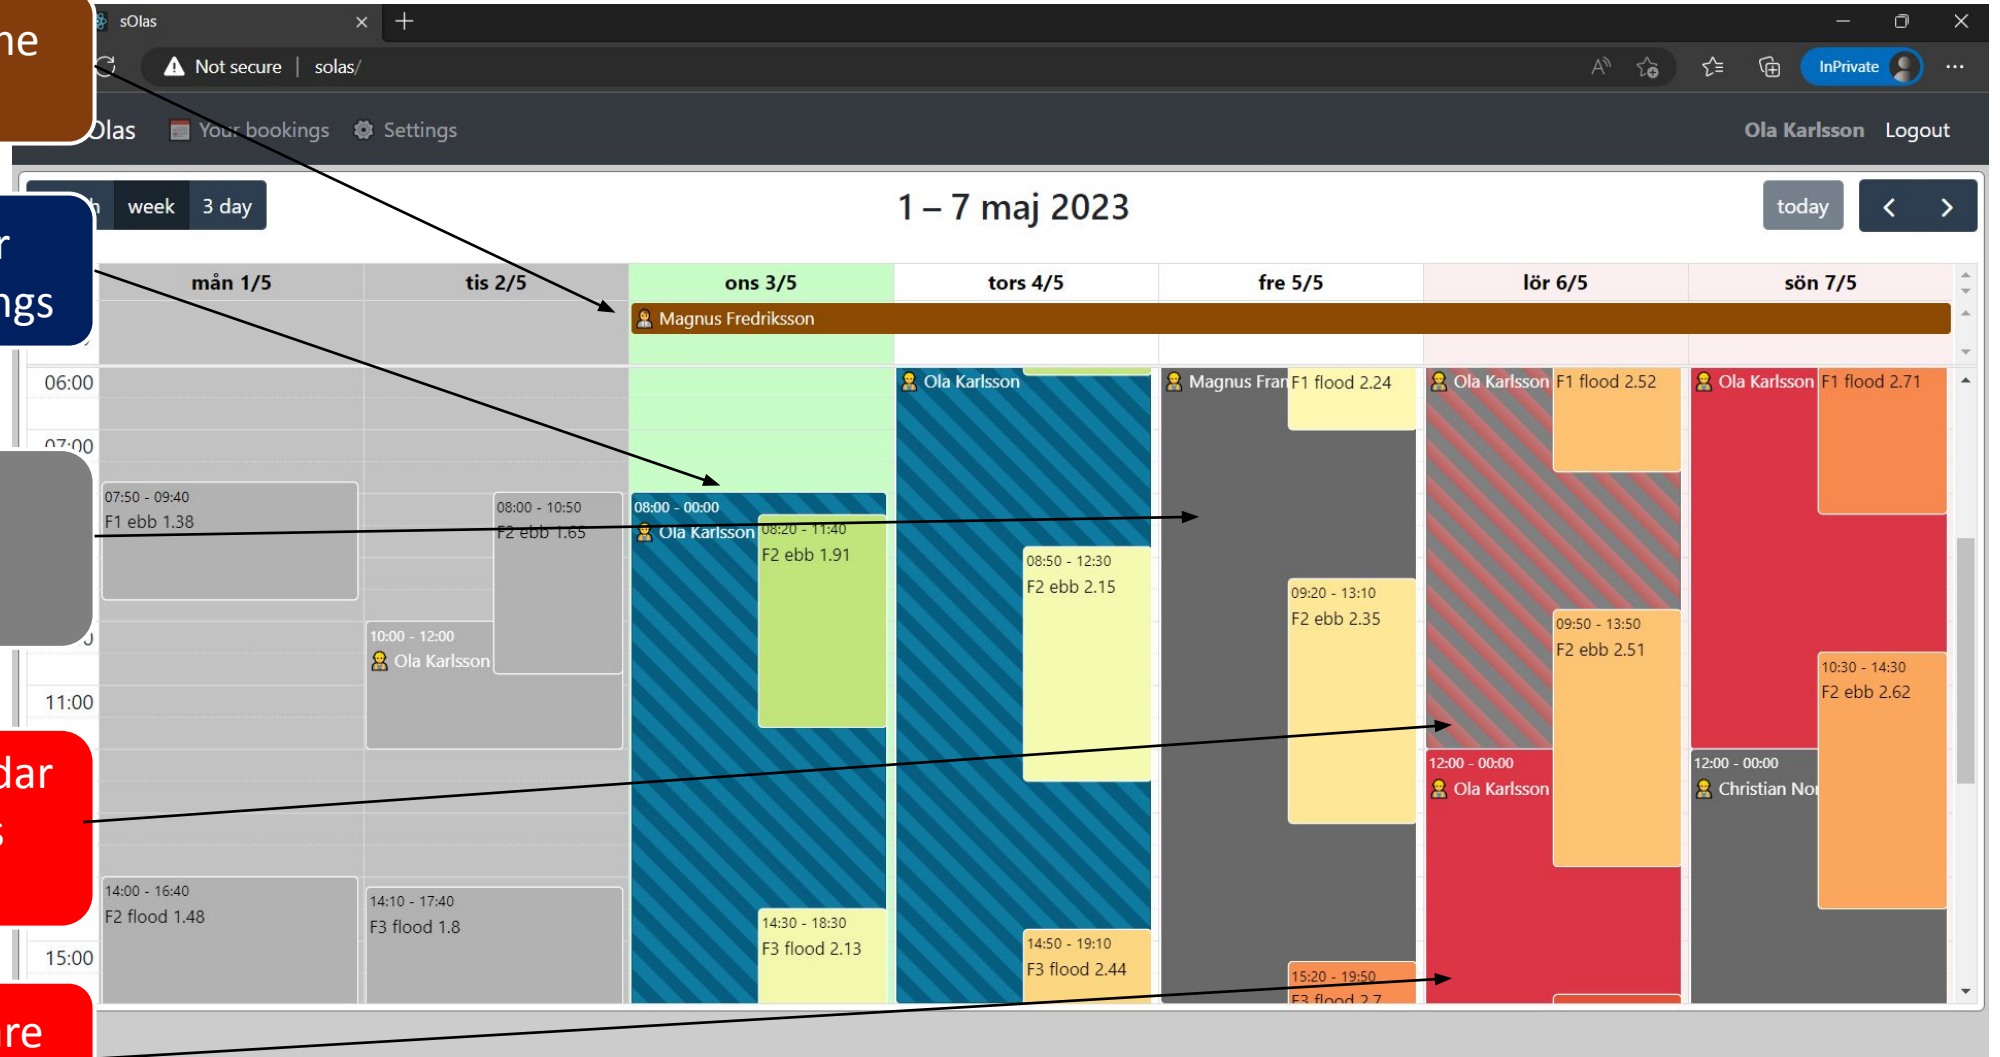 sOlas
Not secure | solas/
InPrivate
Olas Your bookings Settings
Ola Karlsson Logout
week 3 day
1 – 7 maj 2023
today
mån 1/5 tis 2/5 ons 3/5 tors 4/5 fre 5/5 lör 6/5 sön 7/5
Magnus Fredriksson
06:00
07:00
11:00
15:00
07:50 - 09:40
F1 ebb 1.38
14:00 - 16:40
F2 flood 1.48
08:00 - 10:50
F2 ebb 1.65
10:00 - 12:00
Ola Karlsson
14:10 - 17:40
F3 flood 1.8
08:00 - 00:00
Ola Karlsson
08:20 - 11:40
F2 ebb 1.91
14:30 - 18:30
F3 flood 2.13
Ola Karlsson
08:50 - 12:30
F2 ebb 2.15
14:50 - 19:10
F3 flood 2.44
Magnus Fran
F1 flood 2.24
09:20 - 13:10
F2 ebb 2.35
15:20 - 19:50
F3 flood 2.7
Ola Karlsson
F1 flood 2.52
09:50 - 13:50
F2 ebb 2.51
12:00 - 00:00
Ola Karlsson
Ola Karlsson
F1 flood 2.71
10:30 - 14:30
F2 ebb 2.62
12:00 - 00:00
Christian Nor